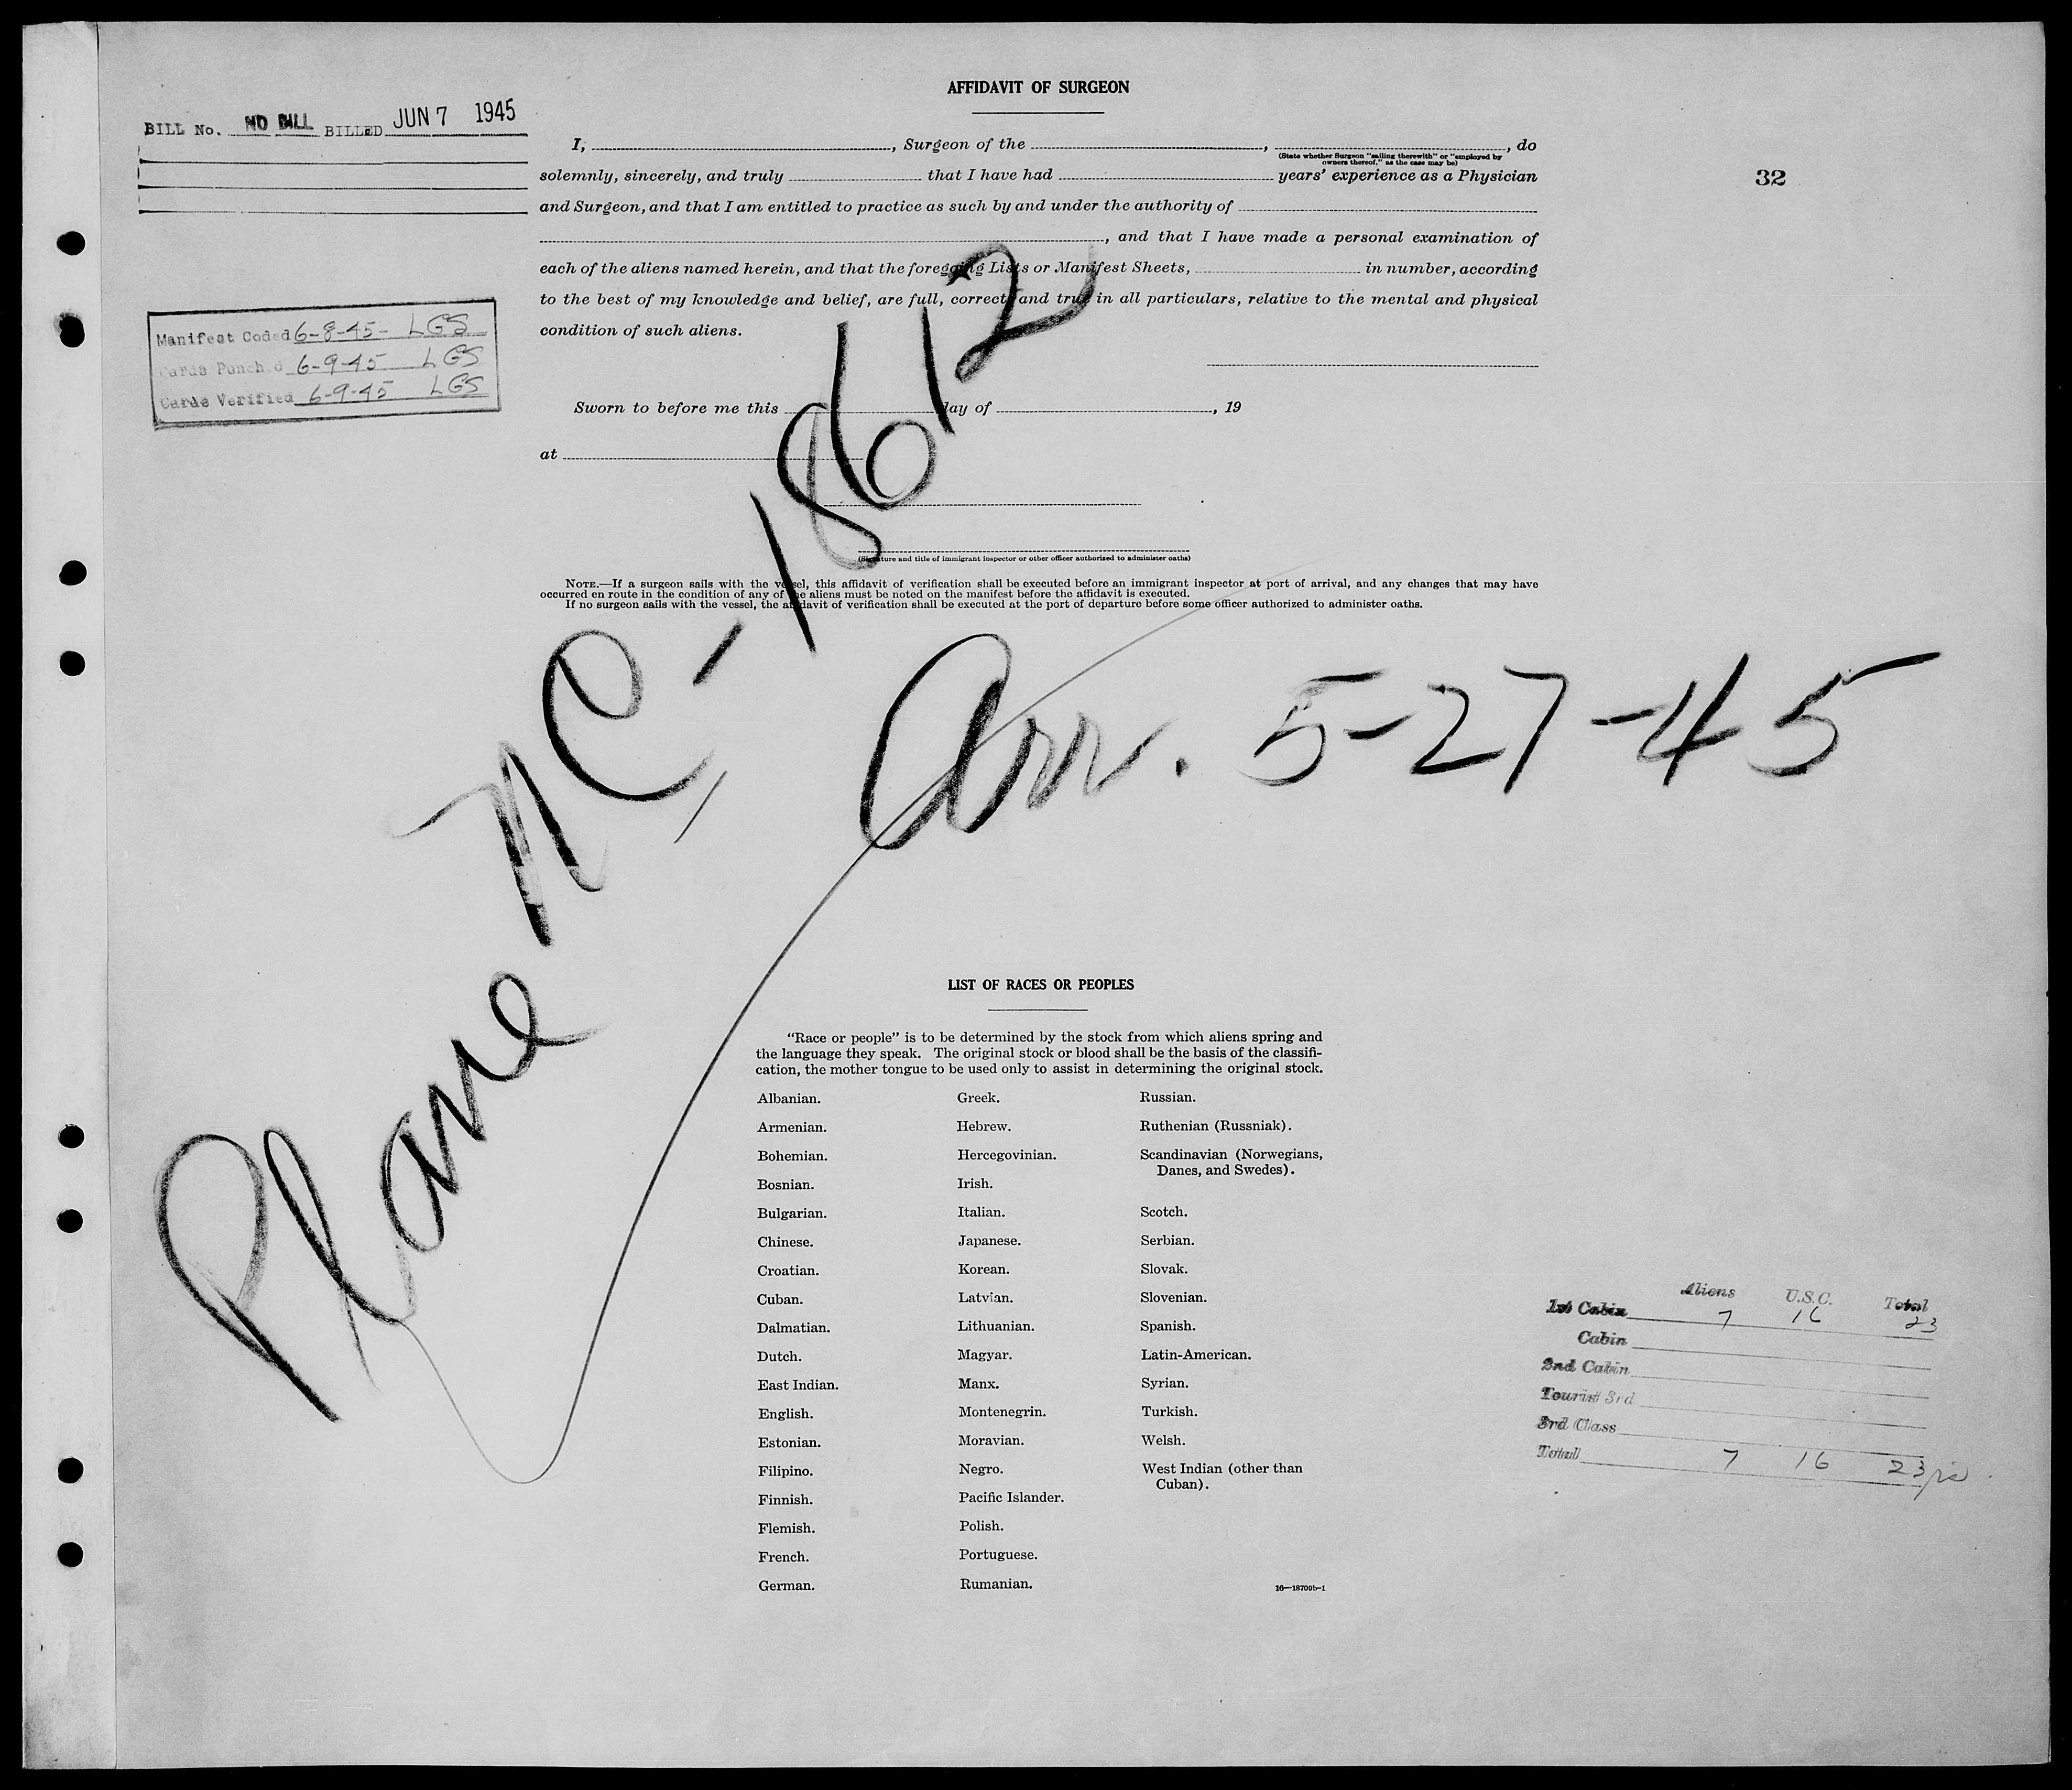 AFFIDAVIT OF SURGEON
BILL No. NO BILL BILLED JUN 7 1945
I, , Surgeon of the , , do
(State whether Surgeon "sailing therewith" or "employed by
owners thereof," as the case may be)
solemnly, sincerely, and truly that I have had years' experience as a Physician
32
and Surgeon, and that I am entitled to practice as such by and under the authority of
, and that I have made a personal examination of
each of the aliens named herein, and that the foregoing Lists or Manifest Sheets, in number, according
to the best of my knowledge and belief, are full, correct, and true in all particulars, relative to the mental and physical
condition of such aliens.
Manifest Coded 6-8-45- LGS
Cards Punched 6-9-45 LGS
Cards Verified 6-9-45 LGS
Sworn to before me this day of , 19
at
(Signature and title of immigrant inspector or other officer authorized to administer oaths)
NOTE.—If a surgeon sails with the vessel, this affidavit of verification shall be executed before an immigrant inspector at port of arrival, and any changes that may have
occurred en route in the condition of any of the aliens must be noted on the manifest before the affidavit is executed.
If no surgeon sails with the vessel, the affidavit of verification shall be executed at the port of departure before some officer authorized to administer oaths.
Plane NC-18612
Arr. 5-27-45
LIST OF RACES OR PEOPLES
"Race or people" is to be determined by the stock from which aliens spring and
the language they speak. The original stock or blood shall be the basis of the classifi-
cation, the mother tongue to be used only to assist in determining the original stock.
Albanian. Greek. Russian.
Armenian. Hebrew. Ruthenian (Russniak).
Bohemian. Hercegovinian. Scandinavian (Norwegians,
Danes, and Swedes).
Bosnian. Irish.
Bulgarian. Italian. Scotch.
Chinese. Japanese. Serbian.
Croatian. Korean. Slovak.
Cuban. Latvian. Slovenian.
Dalmatian. Lithuanian. Spanish.
Dutch. Magyar. Latin-American.
East Indian. Manx. Syrian.
English. Montenegrin. Turkish.
Estonian. Moravian. Welsh.
Filipino. Negro. West Indian (other than
Cuban).
Finnish. Pacific Islander.
Flemish. Polish.
French. Portuguese.
German. Rumanian.
16—18709b-1
Aliens U.S.C. Total
1st Cabin 7 16 23
Cabin
2nd Cabin
Tourist 3rd
3rd Class
Total 7 16 23